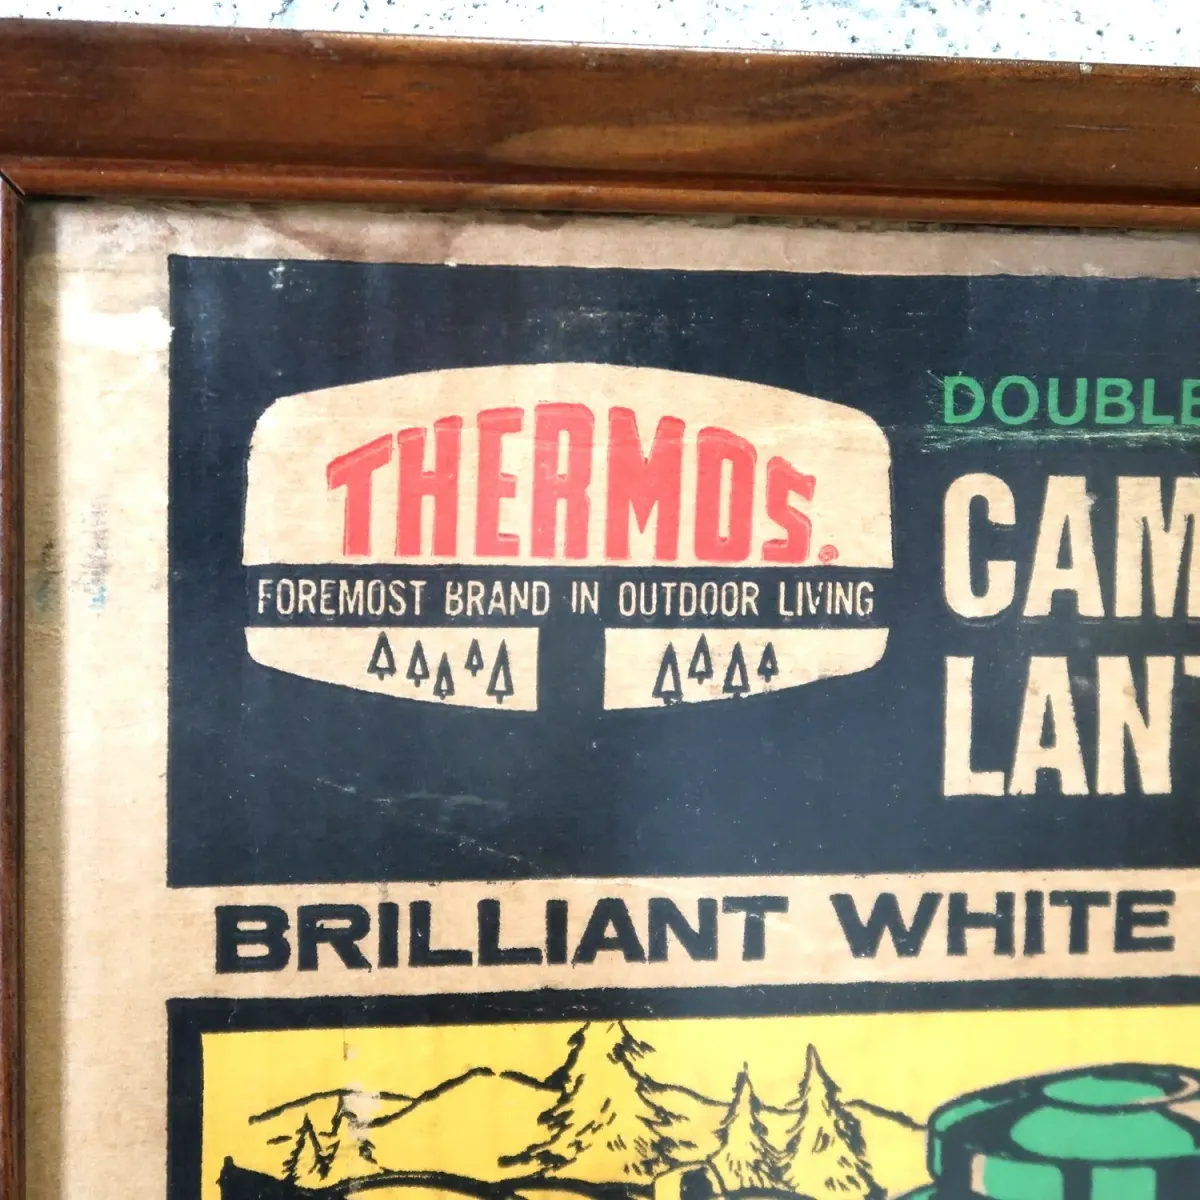 THERMOS®
FOREMOST BRAND IN OUTDOOR LIVING
DOUBLE
CAM
LAN
BRILLIANT WHITE